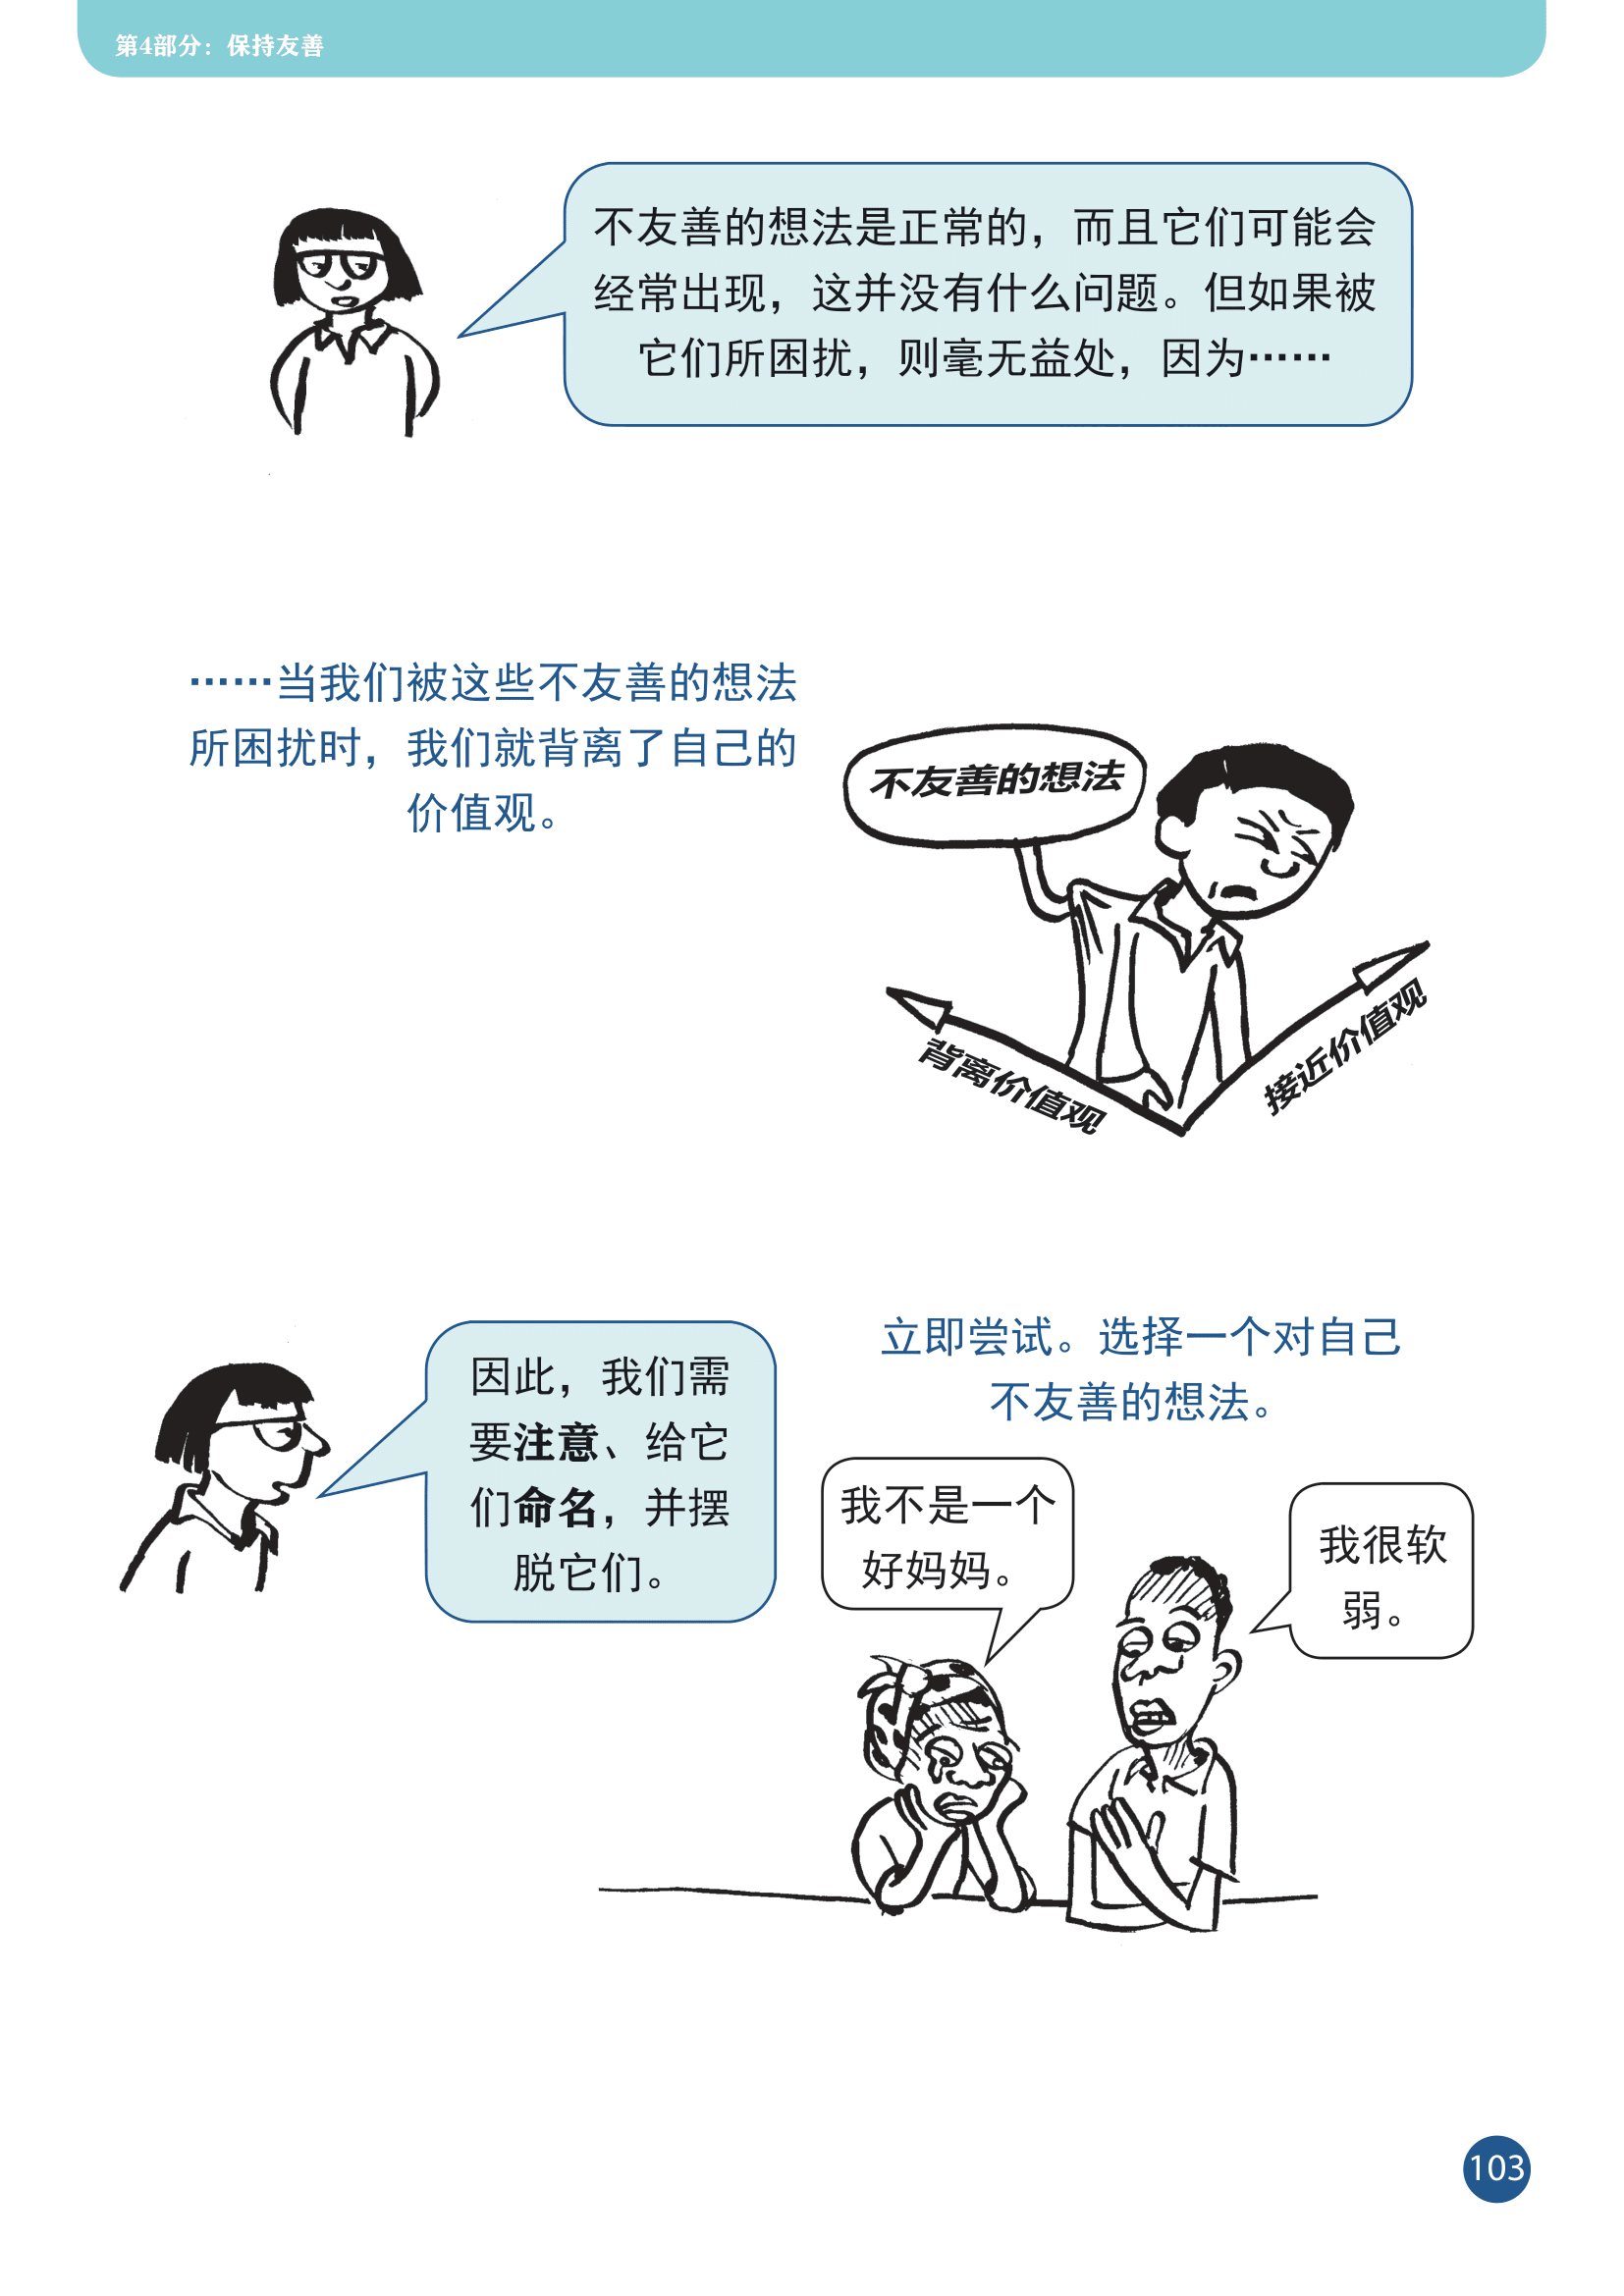 第4部分：保持友善
不友善的想法是正常的，而且它们可能会
经常出现，这并没有什么问题。但如果被
它们所困扰，则毫无益处，因为……
……当我们被这些不友善的想法
所困扰时，我们就背离了自己的
价值观。
不友善的想法
背离价值观
接近价值观
因此，我们需
要注意、给它
们命名，并摆
脱它们。
立即尝试。选择一个对自己
不友善的想法。
我不是一个
好妈妈。
我很软
弱。
103